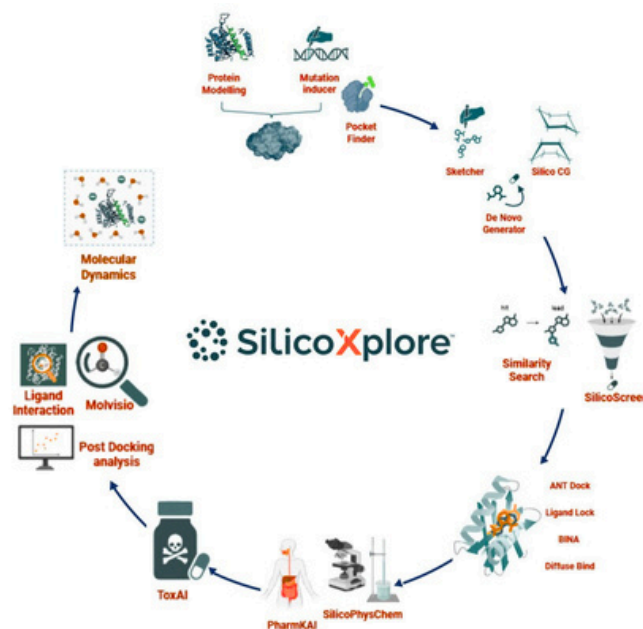 Protein
Modelling
Mutation
inducer
Pocket
Finder
Sketcher
Silico CG
De Novo
Generator
Similarity
Search
SilicoScreen
ANT Dock
Ligand Lock
BINA
Diffuse Bind
SilicoPhysChem
PharmKAI
ToxAI
Post Docking
analysis
Ligand
Interaction
Molvisio
Molecular
Dynamics
SilicoXplore™